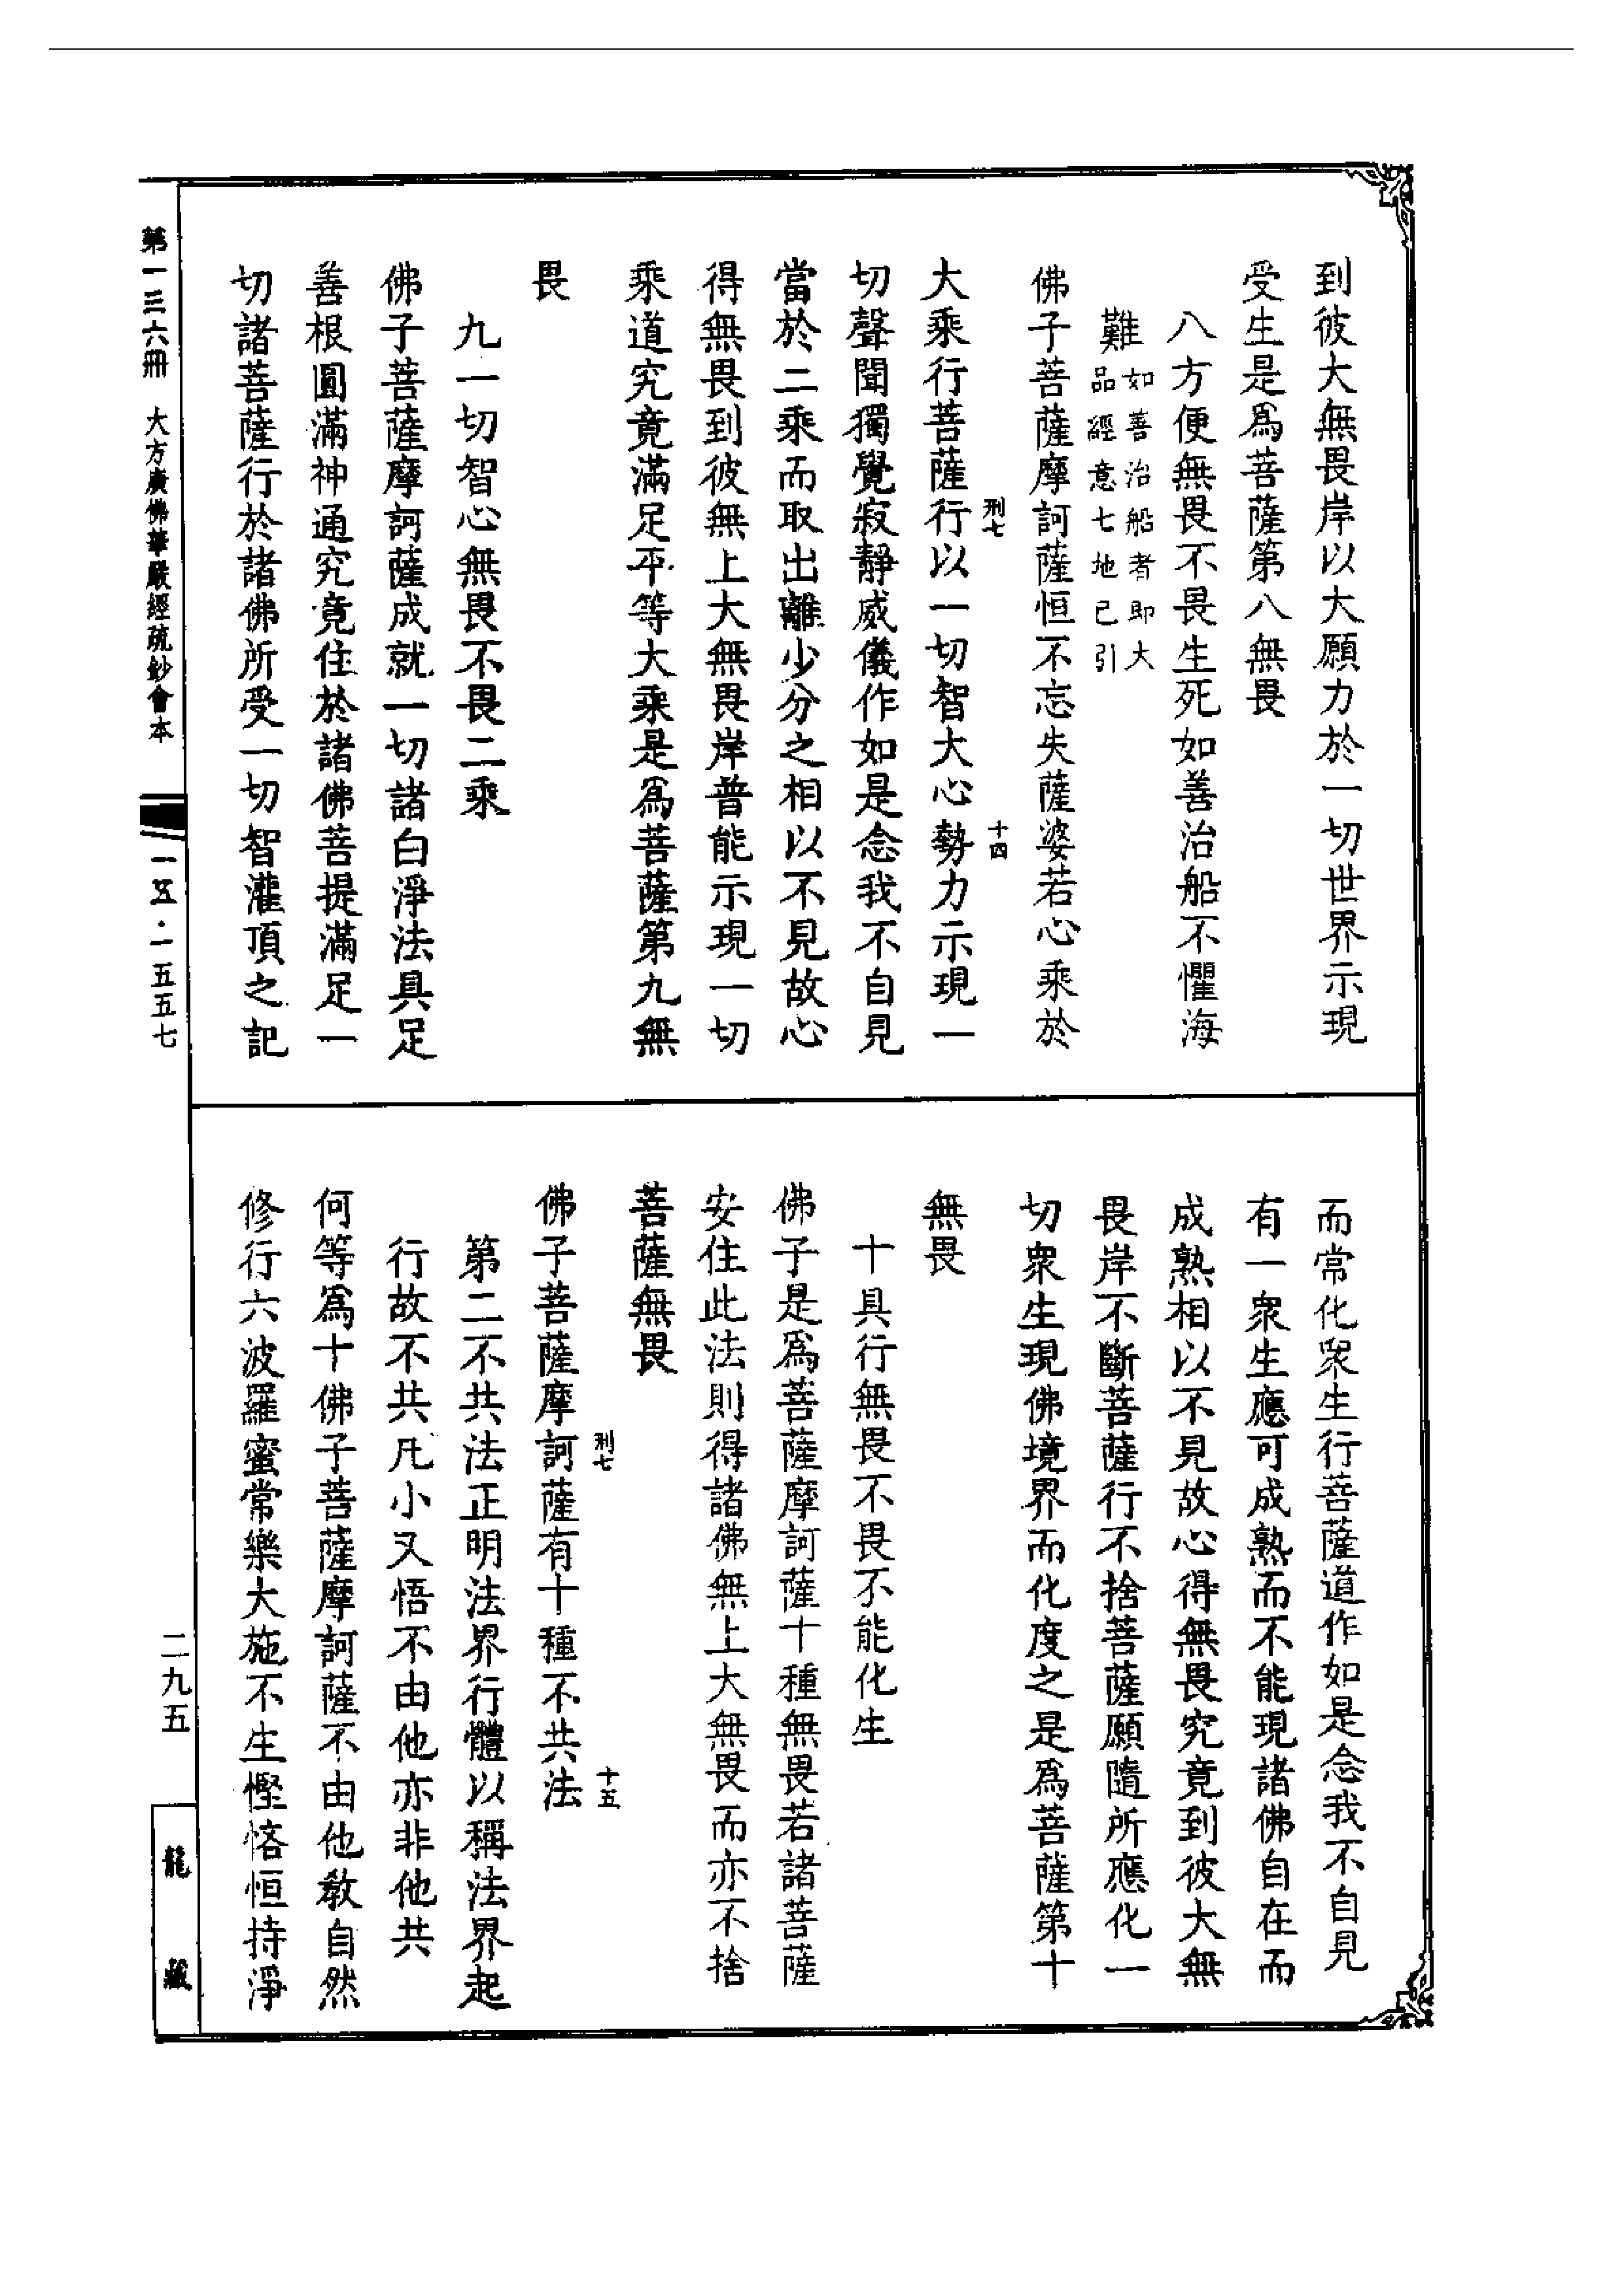 到彼大無畏岸以大願力於一切世界示現
受生是爲菩薩第八無畏
八方便無畏不畏生死如善治船不懼海
難如善治船者即大
品經意七地已引
佛子菩薩摩訶薩恒不忘失薩婆若心乘於
刑七
十四
大乘行菩薩行以一切智大心勢力示現一
切聲聞獨覺寂靜威儀作如是念我不自見
當於二乘而取出離少分之相以不見故心
得無畏到彼無上大無畏岸普能示現一切
乘道究竟滿足平等大乘是爲菩薩第九無
畏
九一切智心無畏不畏二乘
佛子菩薩摩訶薩成就一切諸白淨法具足
善根圓滿神通究竟住於諸佛菩提滿足一
切諸菩薩行於諸佛所受一切智灌頂之記
而常化眾生行菩薩道作如是念我不自見
有一衆生應可成熟而不能現諸佛自在而
成熟相以不見故心得無畏究竟到彼大無
畏岸不斷菩薩行不捨菩薩願隨所應化一
切衆生現佛境界而化度之是爲菩薩第十
無畏
十具行無畏不畏不能化生
佛子是爲菩薩摩訶薩十種無畏若諸菩薩
安住此法則得諸佛無上大無畏而亦不捨
菩薩無畏
刑七
十五
佛子菩薩摩訶薩有十種不共法
第二不共法正明法界行體以稱法界起
行故不共凡小又悟不由他亦非他共
何等爲十佛子菩薩摩訶薩不由他教自然
修行六波羅蜜常樂大施不生慳悋恒持淨
第一三六冊 大方廣佛華嚴經疏鈔會本
一五·一五五七
二九五
龍藏